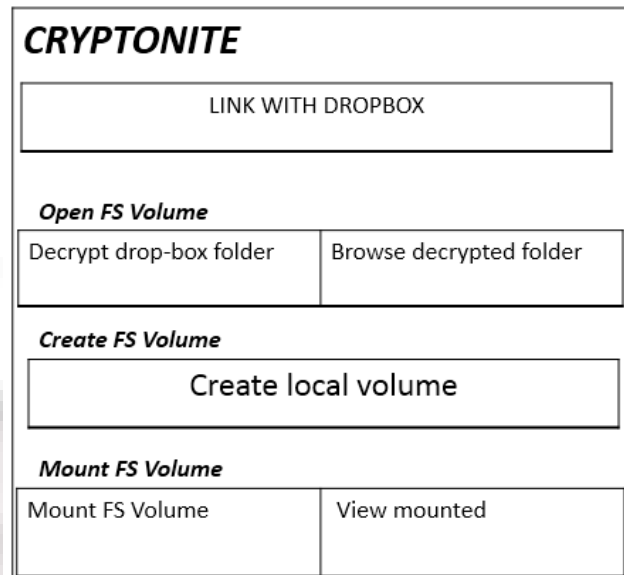 CRYPTONITE
LINK WITH DROPBOX
Open FS Volume
Decrypt drop-box folder
Browse decrypted folder
Create FS Volume
Create local volume
Mount FS Volume
Mount FS Volume
View mounted